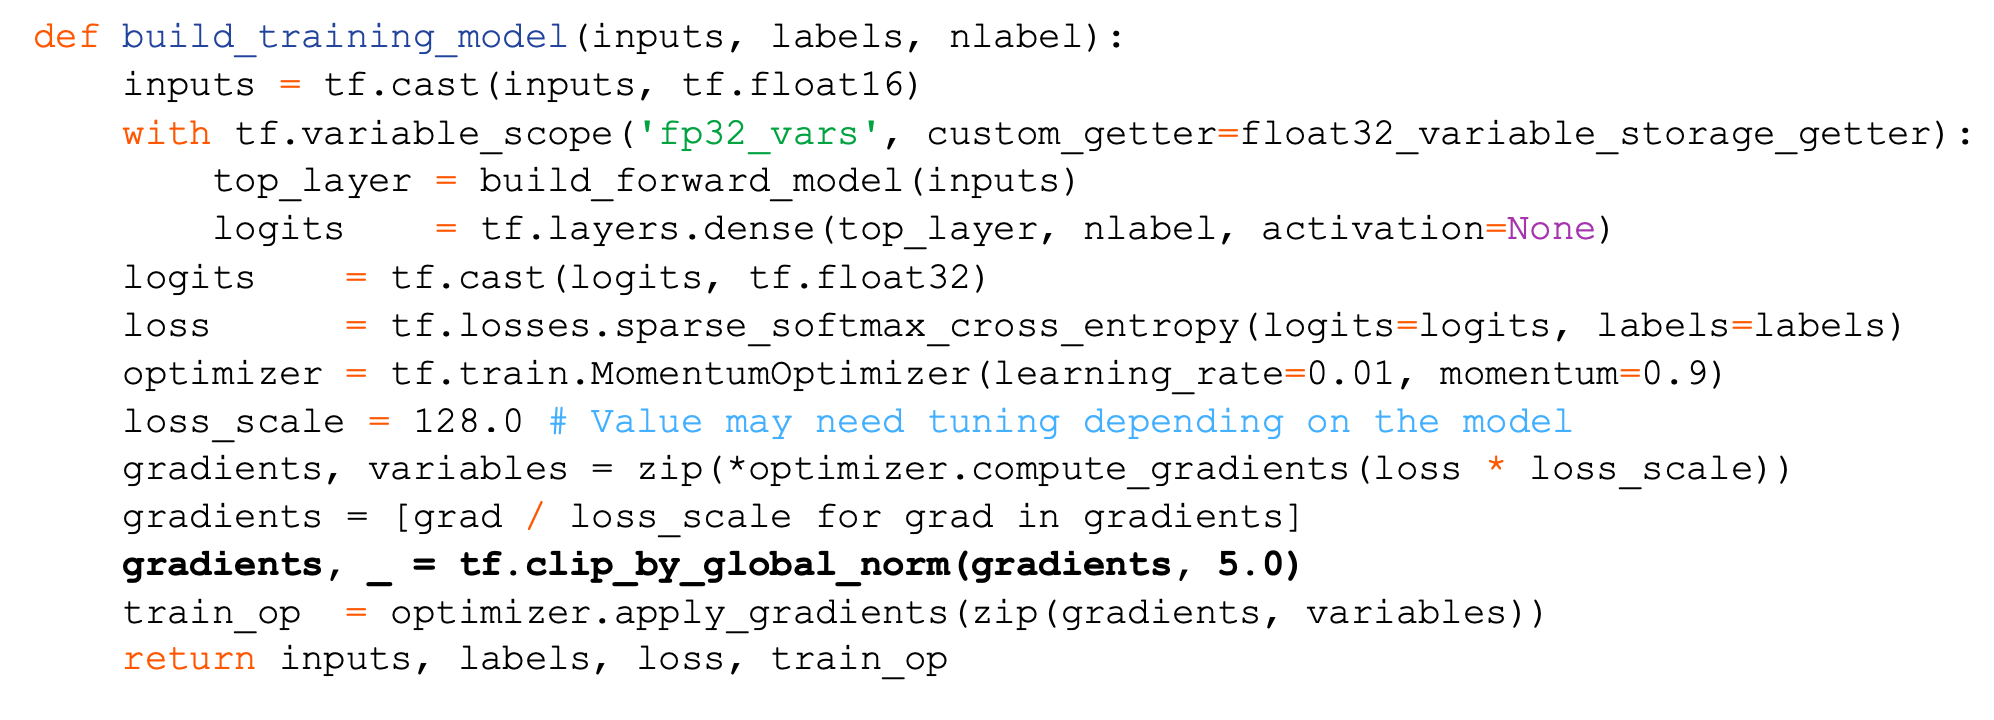 def build_training_model(inputs, labels, nlabel):
    inputs = tf.cast(inputs, tf.float16)
    with tf.variable_scope('fp32_vars', custom_getter=float32_variable_storage_getter):
        top_layer = build_forward_model(inputs)
        logits    = tf.layers.dense(top_layer, nlabel, activation=None)
    logits    = tf.cast(logits, tf.float32)
    loss      = tf.losses.sparse_softmax_cross_entropy(logits=logits, labels=labels)
    optimizer = tf.train.MomentumOptimizer(learning_rate=0.01, momentum=0.9)
    loss_scale = 128.0 # Value may need tuning depending on the model
    gradients, variables = zip(*optimizer.compute_gradients(loss * loss_scale))
    gradients = [grad / loss_scale for grad in gradients]
    gradients, _ = tf.clip_by_global_norm(gradients, 5.0)
    train_op  = optimizer.apply_gradients(zip(gradients, variables))
    return inputs, labels, loss, train_op